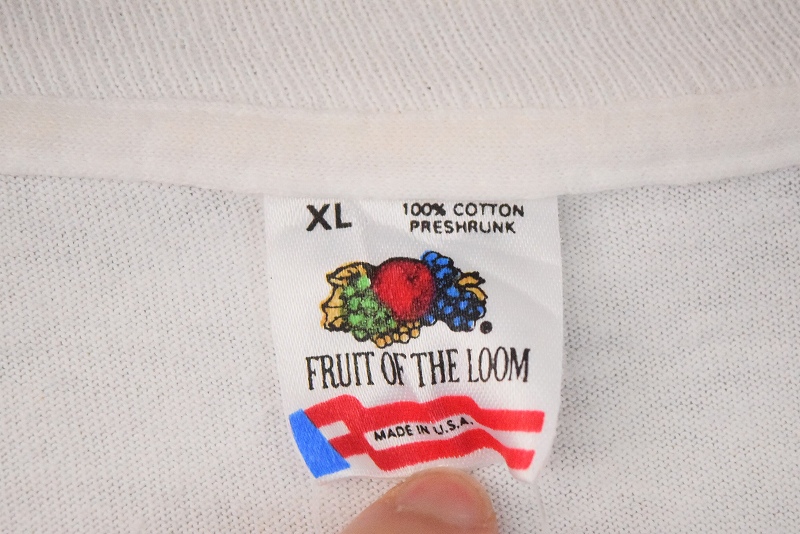 XL
100% COTTON
PRESHRUNK
FRUIT OF THE LOOM
MADE IN U.S.A.